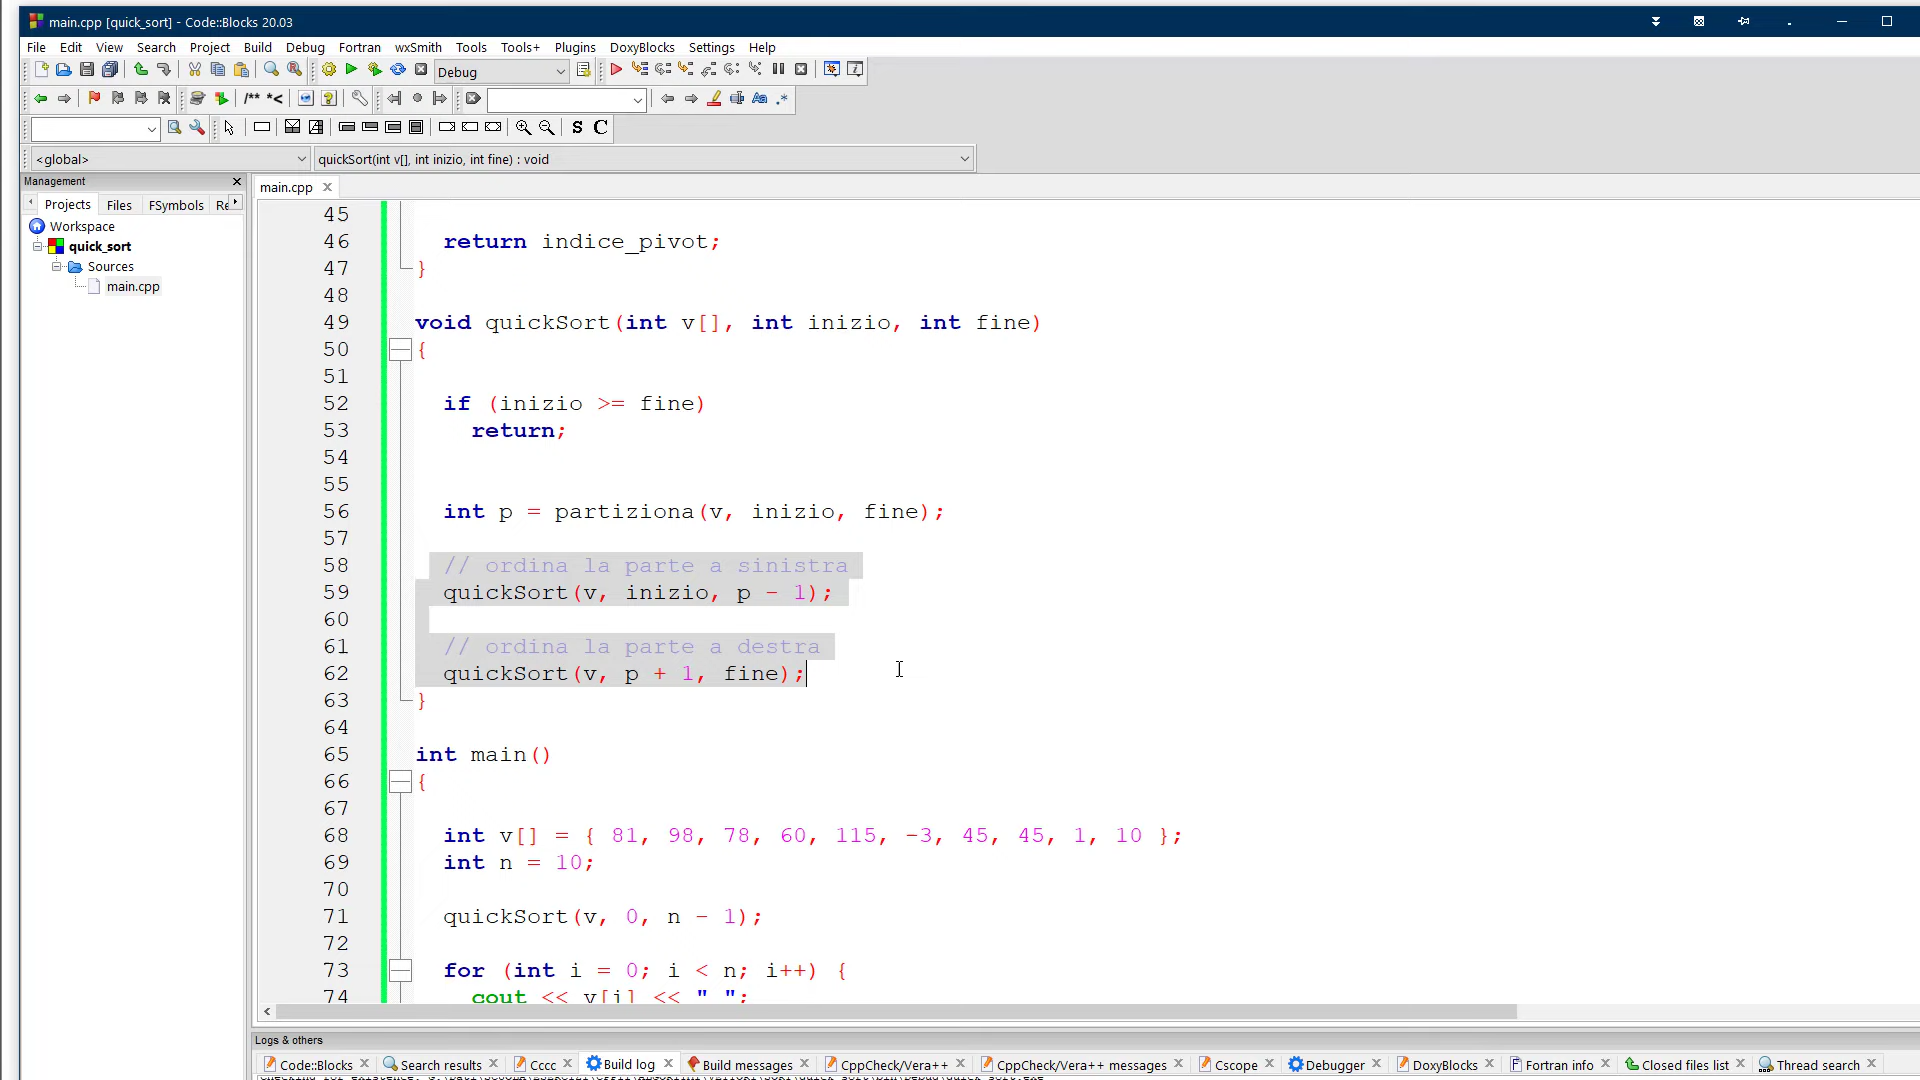 main.cpp [quick_sort] - Code::Blocks 20.03
File Edit View Search Project Build Debug Fortran wxSmith Tools Tools+ Plugins DoxyBlocks Settings Help
Debug
/** *<
Aa .*
S C
<global> quickSort(int v[], int inizio, int fine) : void
Management
main.cpp
Projects Files FSymbols Re
Workspace
quick_sort
Sources
main.cpp
45
46 return indice_pivot;
47 }
48
49 void quickSort(int v[], int inizio, int fine)
50 {
51
52 if (inizio >= fine)
53 return;
54
55
56 int p = partiziona(v, inizio, fine);
57
58 // ordina la parte a sinistra
59 quickSort(v, inizio, p - 1);
60
61 // ordina la parte a destra
62 quickSort(v, p + 1, fine);
63 }
64
65 int main()
66 {
67
68 int v[] = { 81, 98, 78, 60, 115, -3, 45, 45, 1, 10 };
69 int n = 10;
70
71 quickSort(v, 0, n - 1);
72
73 for (int i = 0; i < n; i++) {
74 cout << v[i] << " ";
Logs & others
Code::Blocks Search results Cccc Build log Build messages CppCheck/Vera++ CppCheck/Vera++ messages Cscope Debugger DoxyBlocks Fortran info Closed files list Thread search